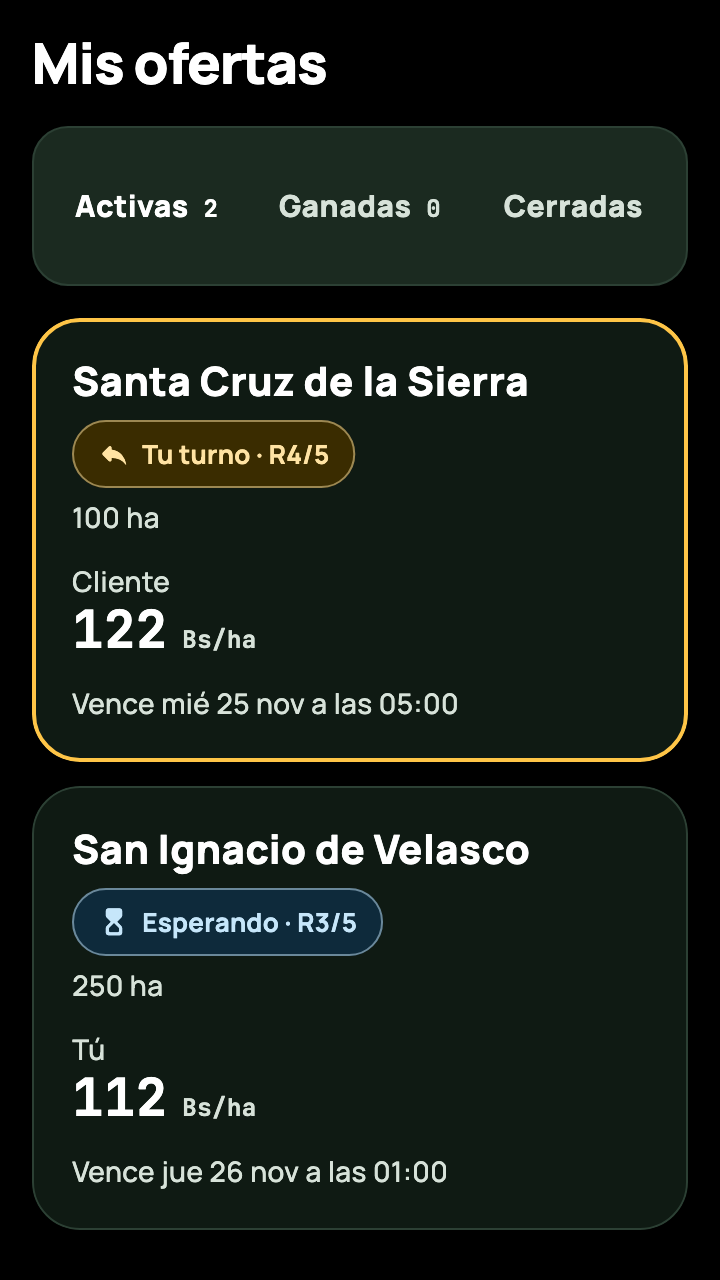 Mis ofertas
Activas 2 Ganadas 0 Cerradas
Santa Cruz de la Sierra
Tu turno · R4/5
100 ha
Cliente
122 Bs/ha
Vence mié 25 nov a las 05:00
San Ignacio de Velasco
Esperando · R3/5
250 ha
Tú
112 Bs/ha
Vence jue 26 nov a las 01:00